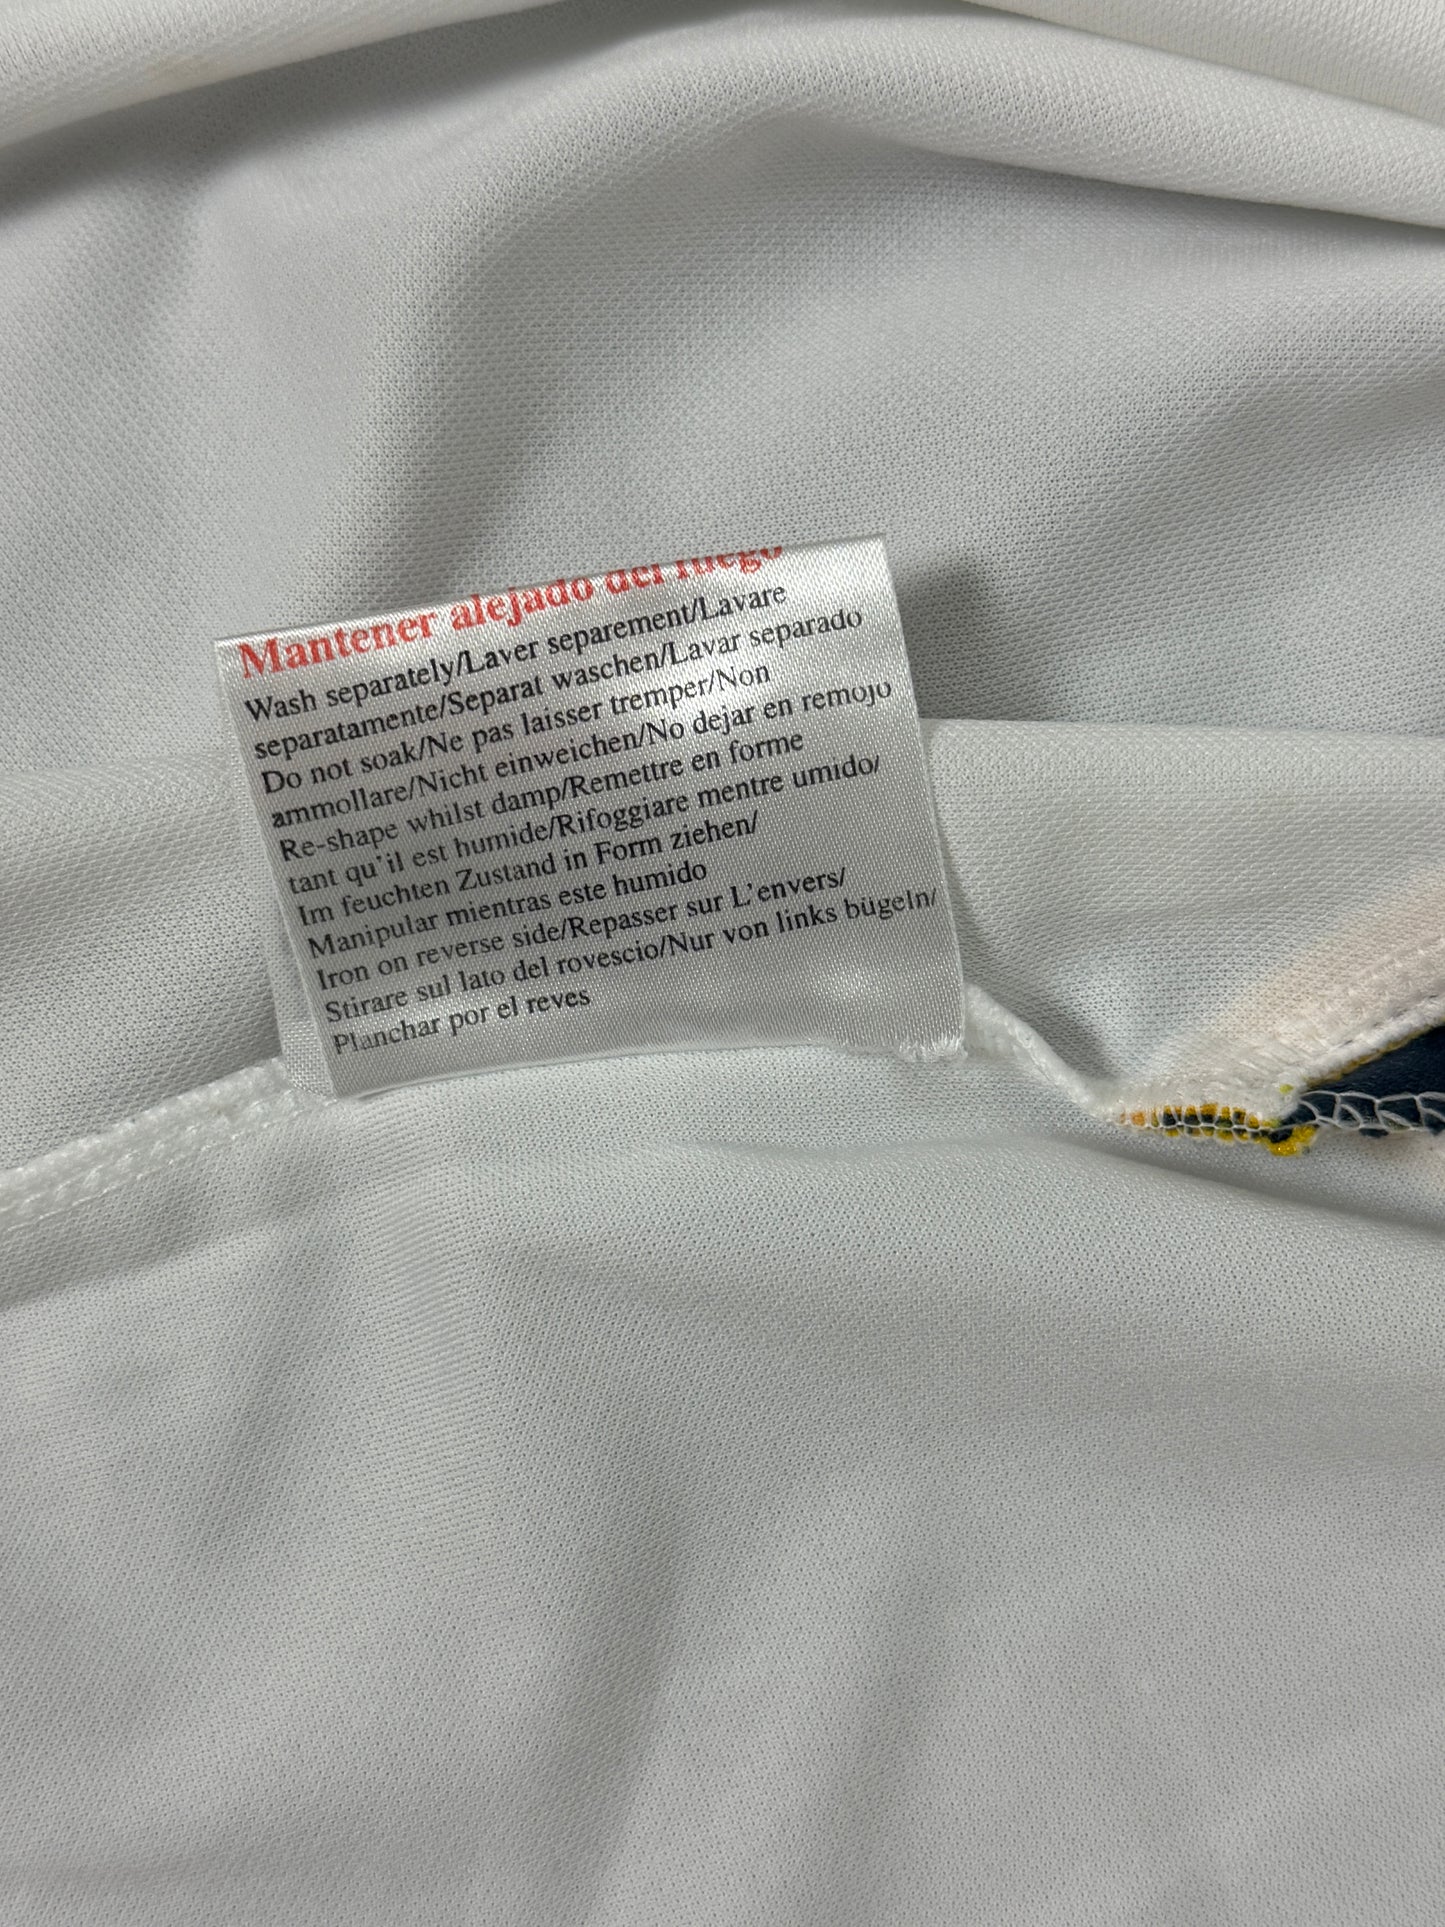 Mantener alejado del fuego
Wash separately/Laver separement/Lavare
separatamente/Separat waschen/Lavar separado
Do not soak/Ne pas laisser tremper/Non
ammollare/Nicht einweichen/No dejar en remojo
Re-shape whilst damp/Remettre en forme
tant qu'il est humide/Rifoggiare mentre umido/
Im feuchten Zustand in Form ziehen/
Manipular mientras este humido
Iron on reverse side/Repasser sur L'envers/
Stirare sul lato del rovescio/Nur von links bügeln/
Planchar por el reves